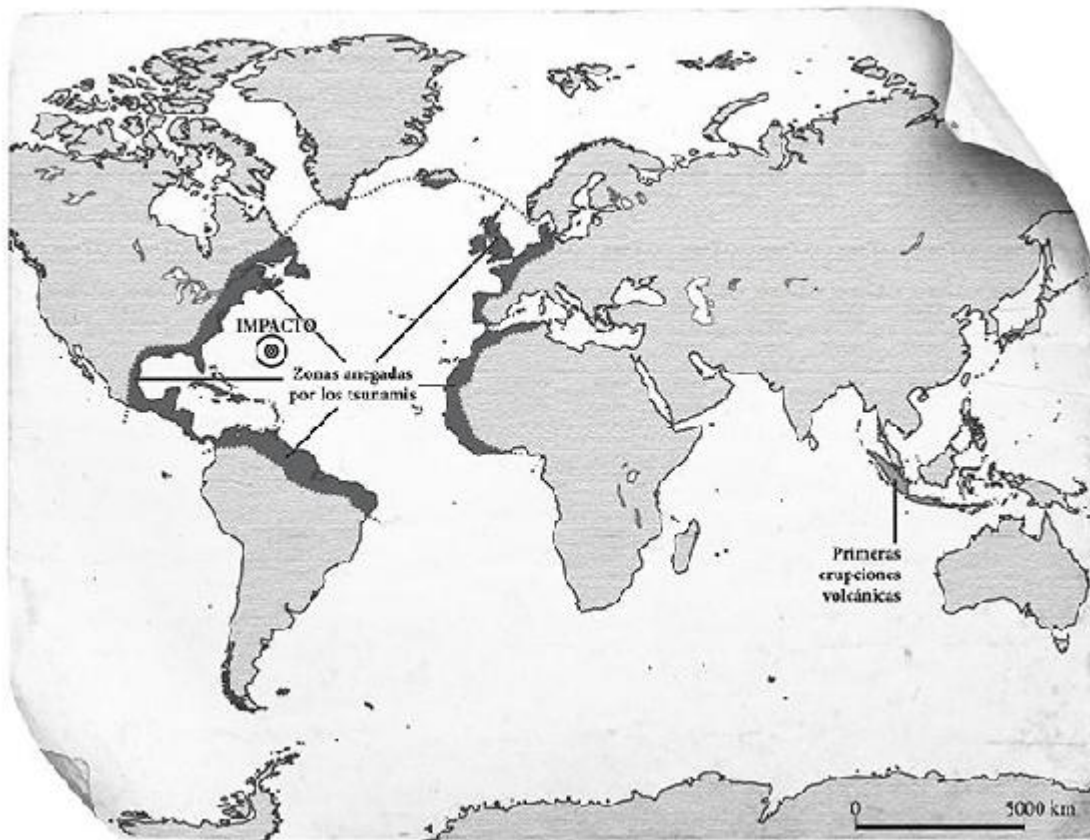 IMPACTO
Zonas anegadas
por los tsunamis
Primeras
erupciones
volcánicas
0 5000 km